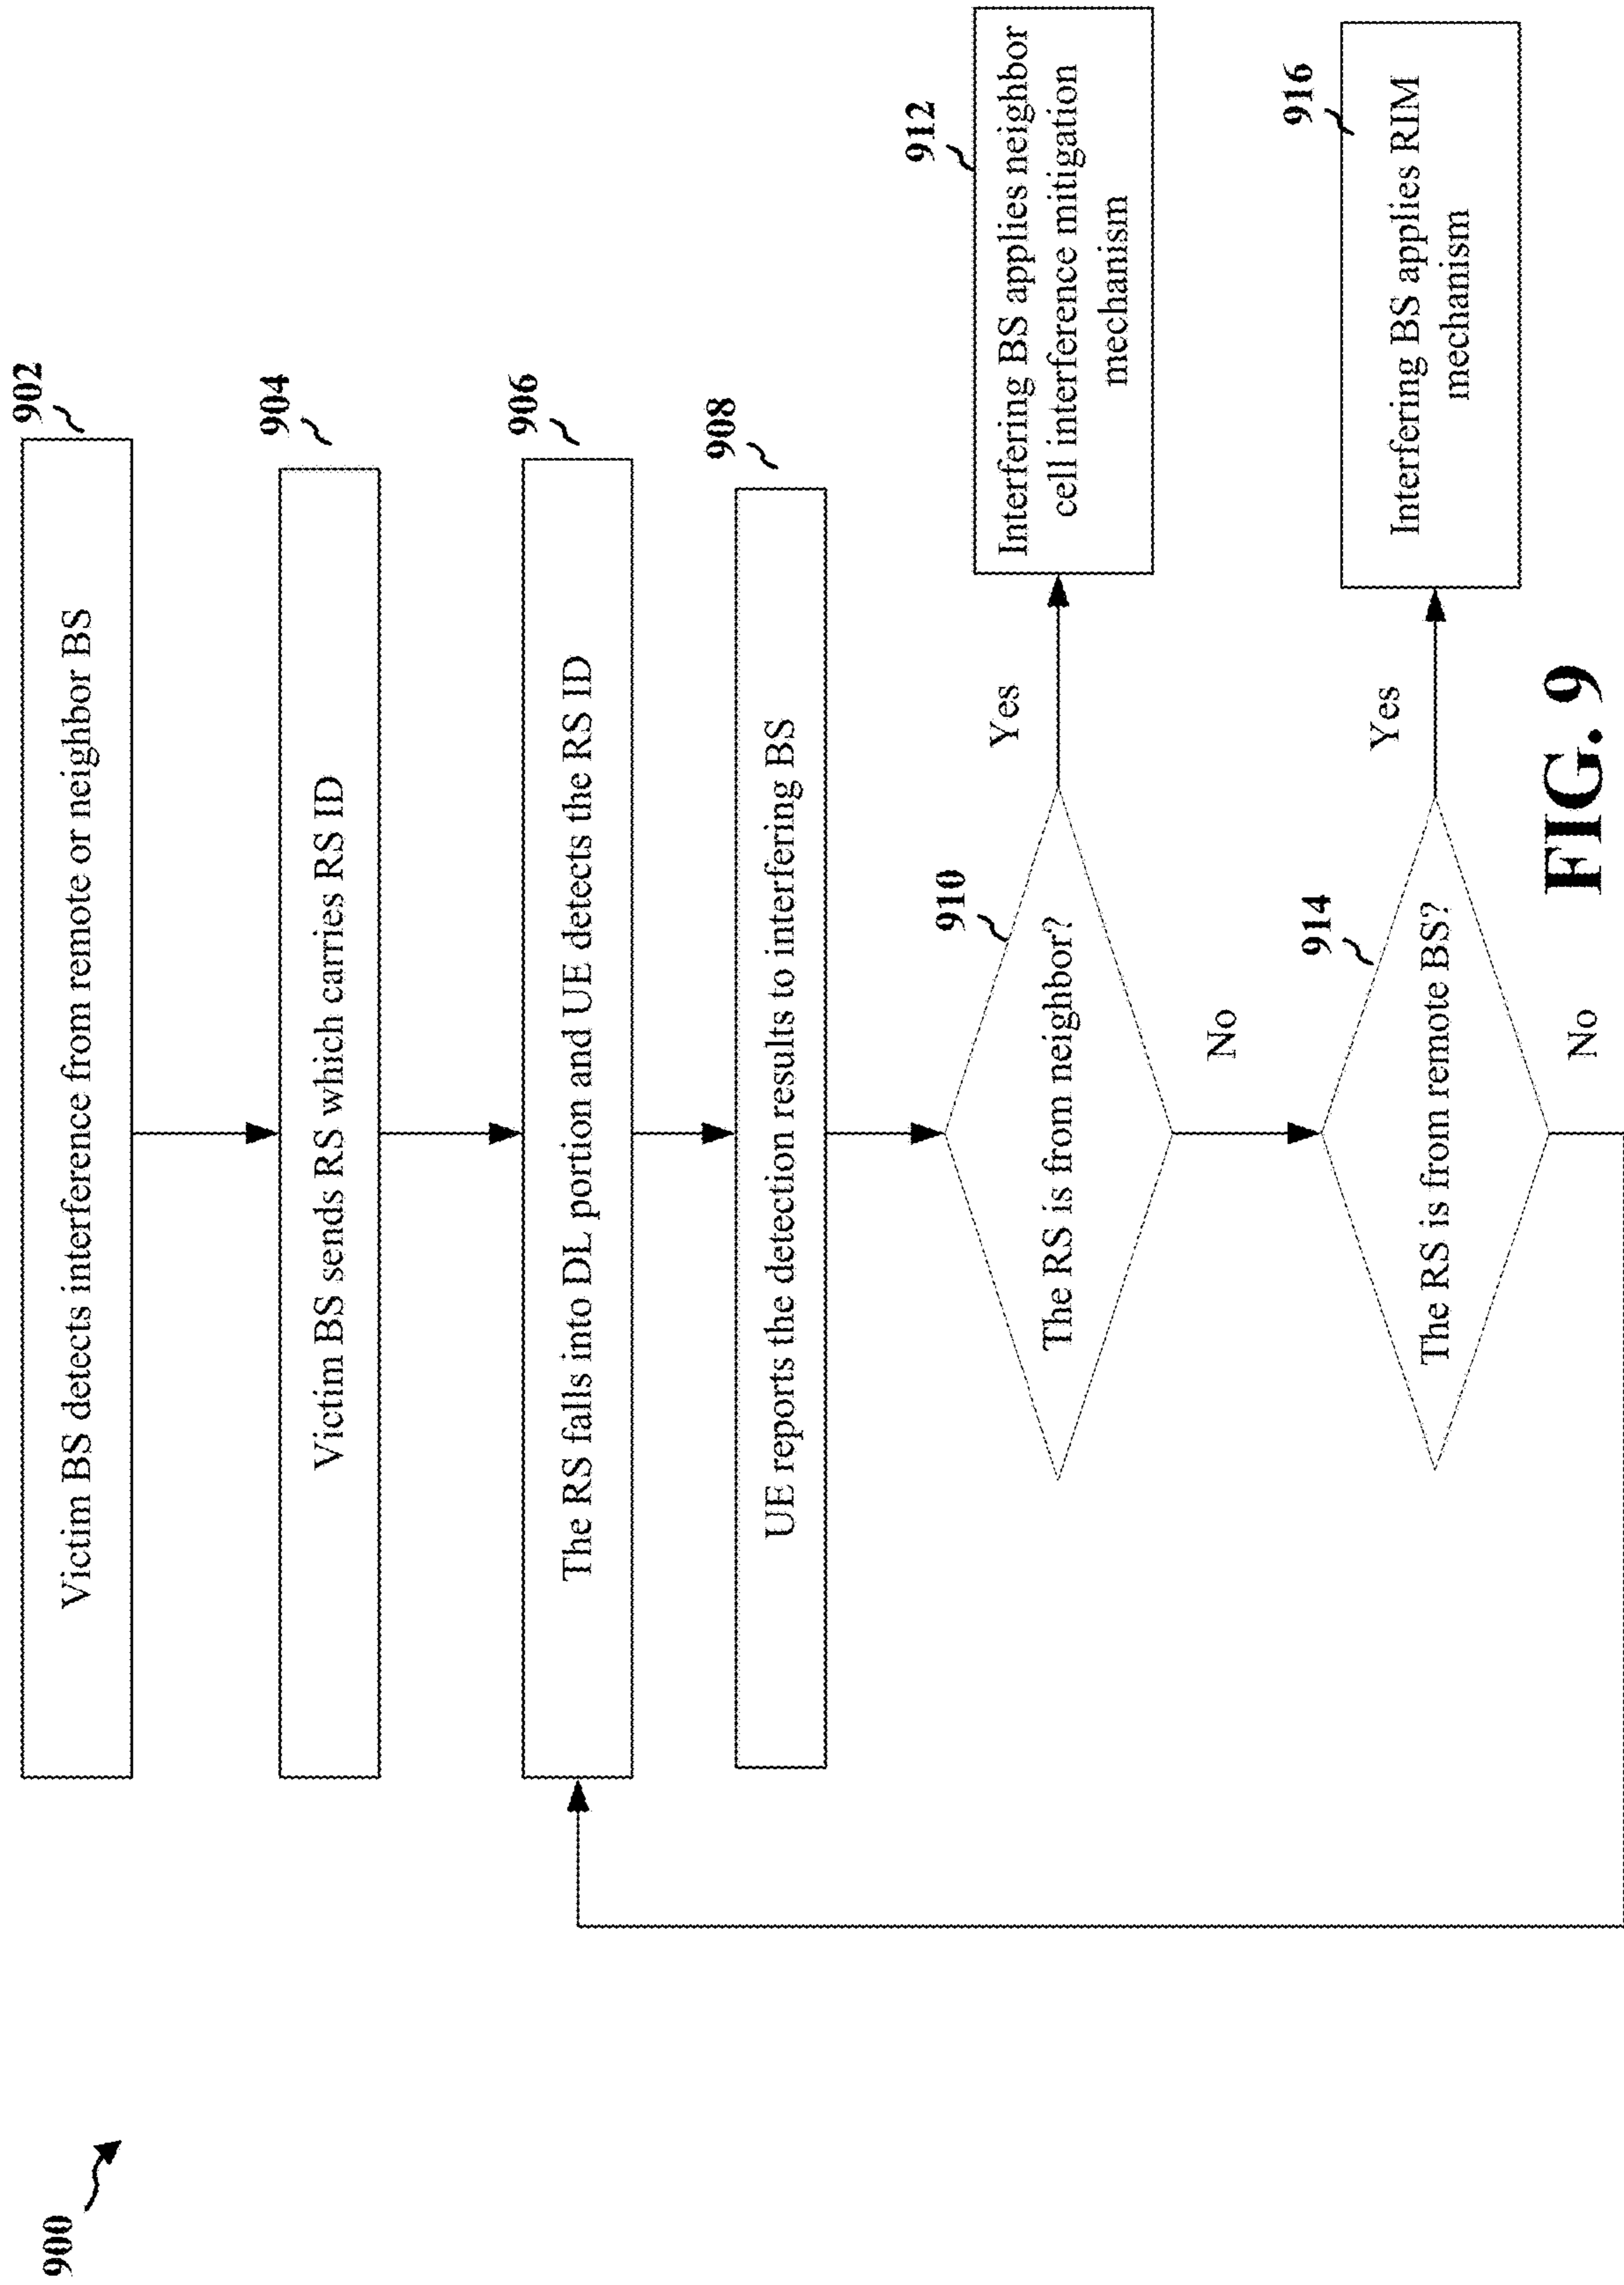 900
902
Victim BS detects interference from remote or neighbor BS
904
Victim BS sends RS which carries RS ID
906
The RS falls into DL portion and UE detects the RS ID
908
UE reports the detection results to interfering BS
910
The RS is from neighbor?
Yes
912
Interfering BS applies neighbor
cell interference mitigation
mechanism
No
914
The RS is from remote BS?
Yes
916
Interfering BS applies RIM
mechanism
No
FIG. 9